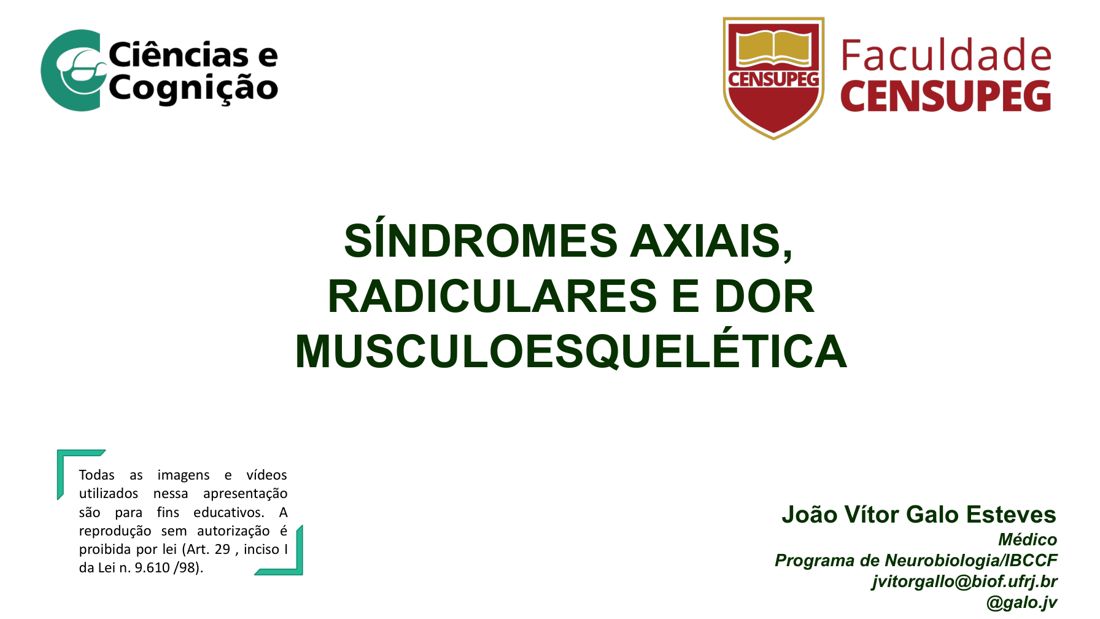 Ciências e
Cognição
CENSUPEG
Faculdade
CENSUPEG
SÍNDROMES AXIAIS,
RADICULARES E DOR
MUSCULOESQUELÉTICA
Todas as imagens e vídeos
utilizados nessa apresentação
são para fins educativos. A
reprodução sem autorização é
proibida por lei (Art. 29 , inciso I
da Lei n. 9.610 /98).
João Vítor Galo Esteves
Médico
Programa de Neurobiologia/IBCCF
jvitorgallo@biof.ufrj.br
@galo.jv